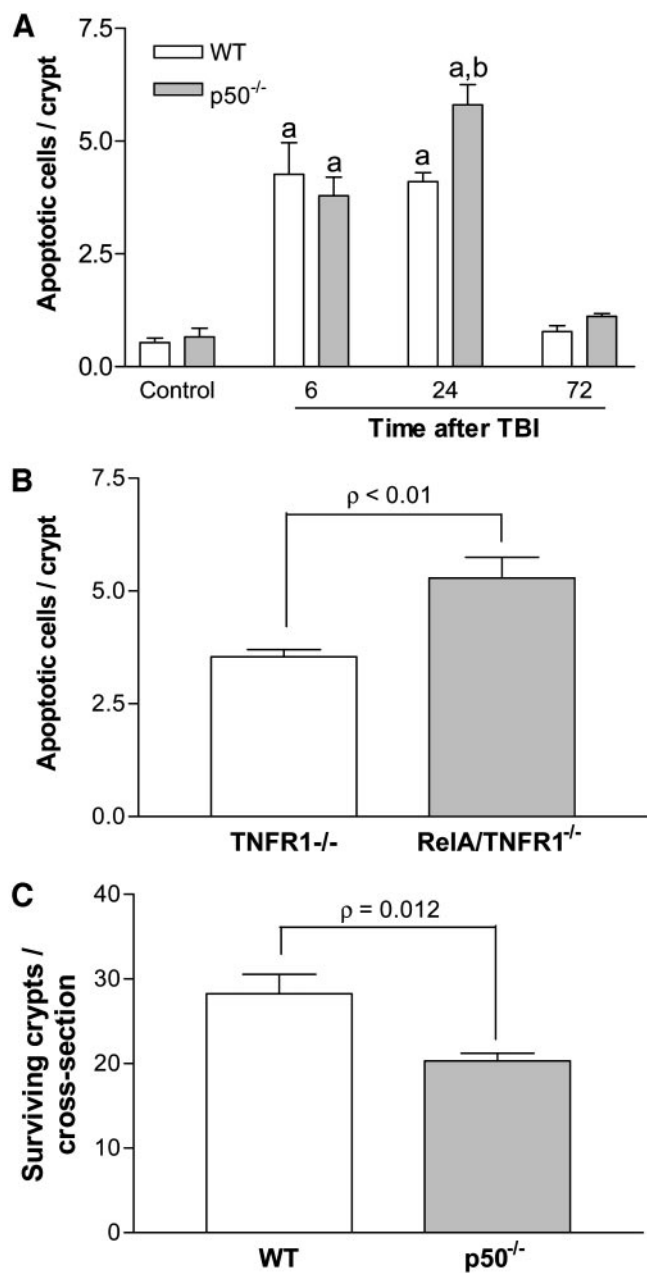 A
7.5
5.0
2.5
0.0
Apoptotic cells / crypt
WT
p50-/-
a
a
a
a,b
Control
6
24
72
Time after TBI
B
7.5
5.0
2.5
0.0
Apoptotic cells / crypt
ρ < 0.01
TNFR1-/-
RelA/TNFR1-/-
C
40
30
20
10
0
Surviving crypts /
cross-section
ρ = 0.012
WT
p50-/-